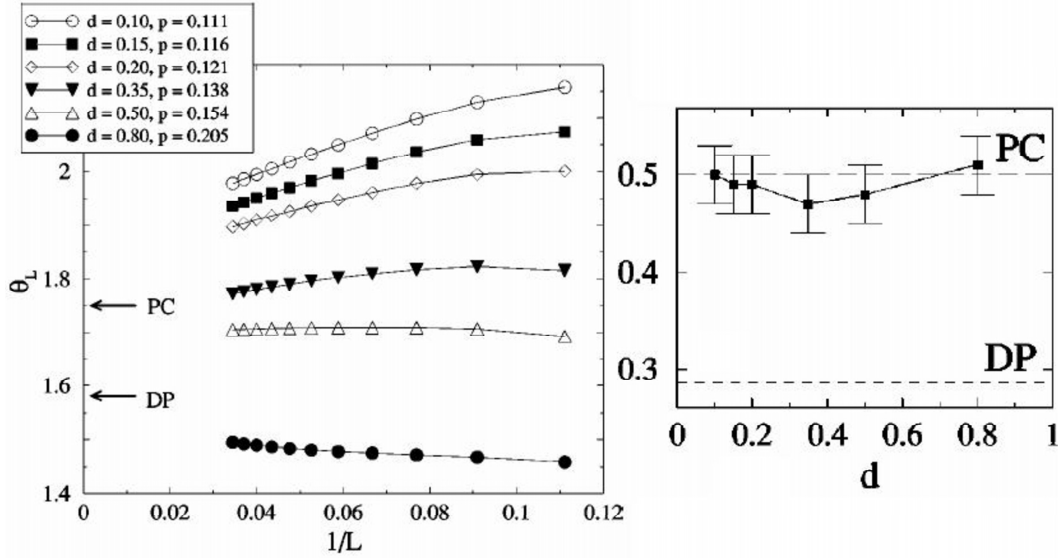 d = 0.10, p = 0.111
d = 0.15, p = 0.116
d = 0.20, p = 0.121
d = 0.35, p = 0.138
d = 0.50, p = 0.154
d = 0.80, p = 0.205
2
1.8
1.6
1.4
θL
PC
DP
0
0.02
0.04
0.06
0.08
0.1
0.12
1/L
0.5
0.4
0.3
PC
DP
0
0.2
0.4
0.6
0.8
1
d